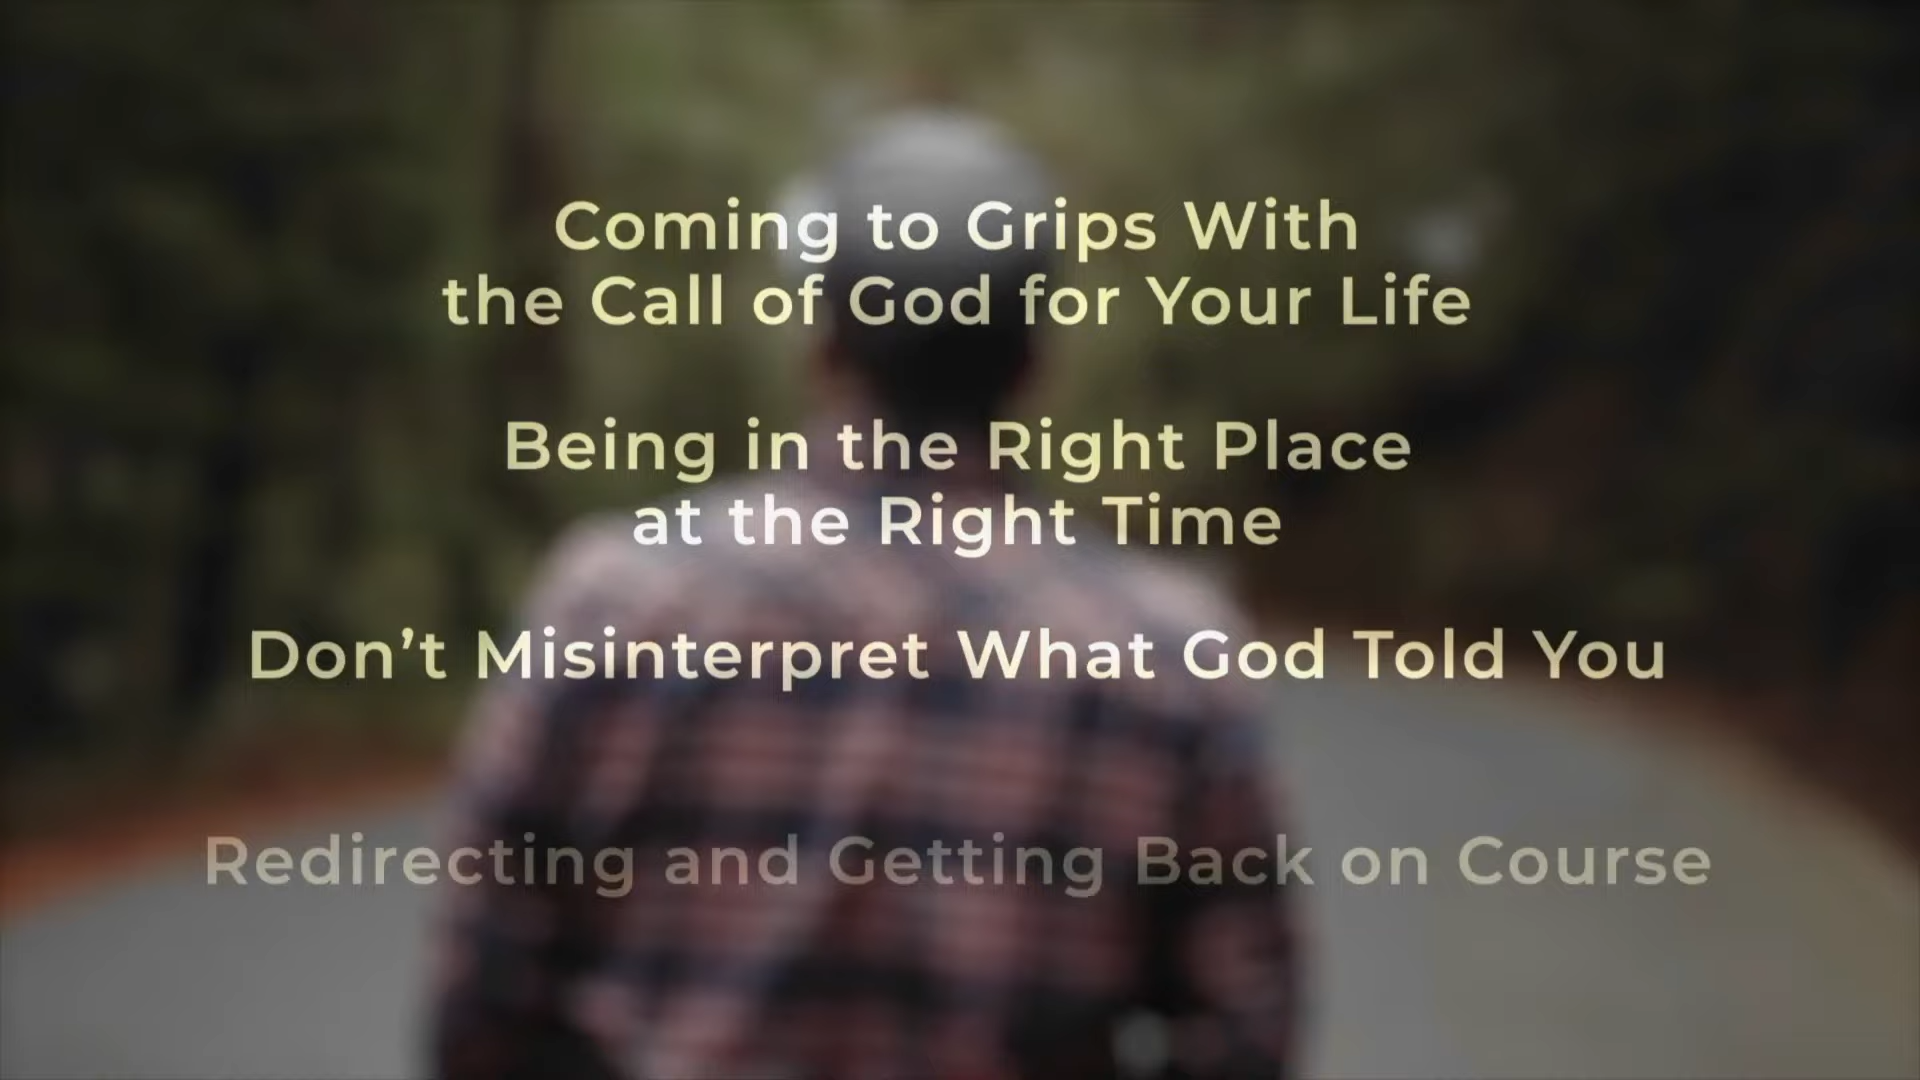 Coming to Grips With
the Call of God for Your Life
Being in the Right Place
at the Right Time
Don’t Misinterpret What God Told You
Redirecting and Getting Back on Course